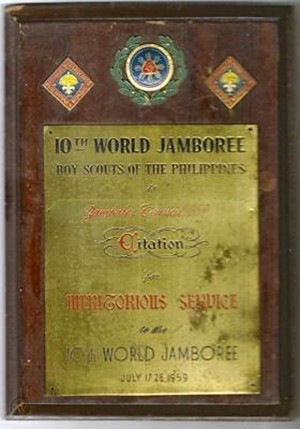 10TH WORLD JAMBOREE
BOY SCOUTS OF THE PHILIPPINES
to
Citation
for
MERITORIOUS SERVICE
to the
10th WORLD JAMBOREE
JULY 17-26, 1959